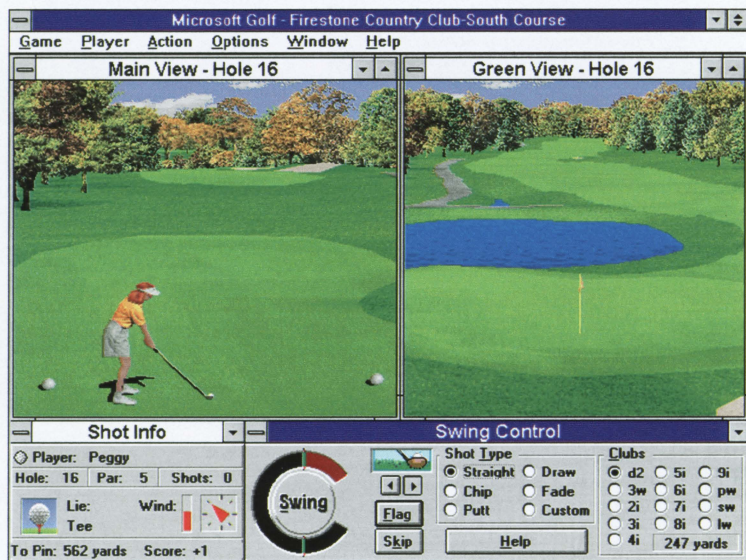 Microsoft Golf - Firestone Country Club-South Course
Game Player Action Options Window Help
Main View - Hole 16
Green View - Hole 16
Shot Info
Player: Peggy
Hole: 16 Par: 5 Shots: 0
Lie: Wind:
Tee
To Pin: 562 yards Score: +1
Swing Control
Swing
Flag
Skip
Shot Type
Straight Draw
Chip Fade
Putt Custom
Help
Clubs
d2 5i 9i
3w 6i pw
2i 7i sw
3i 8i lw
4i 247 yards